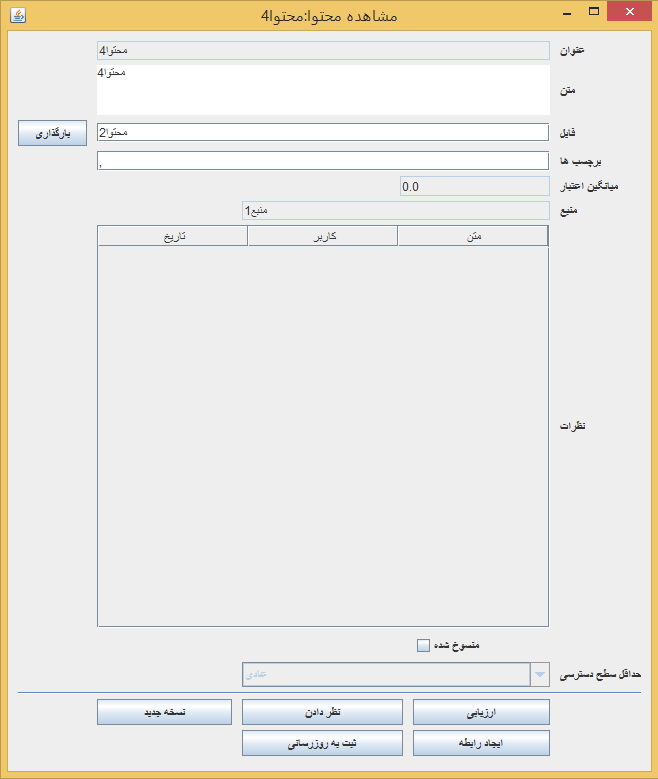 مشاهده محتوا:محتوا4
عنوان محتوا4
متن محتوا4
فایل محتوا2 بارگذاری
برچسب ها ,
میانگین اعتبار 0.0
منبع منبع1
متن کاربر تاریخ
نظرات
منسوخ شده
حداقل سطح دسترسی عادی
ارزیابی نظر دادن نسخه جدید
ایجاد رابطه ثبت به روزرسانی